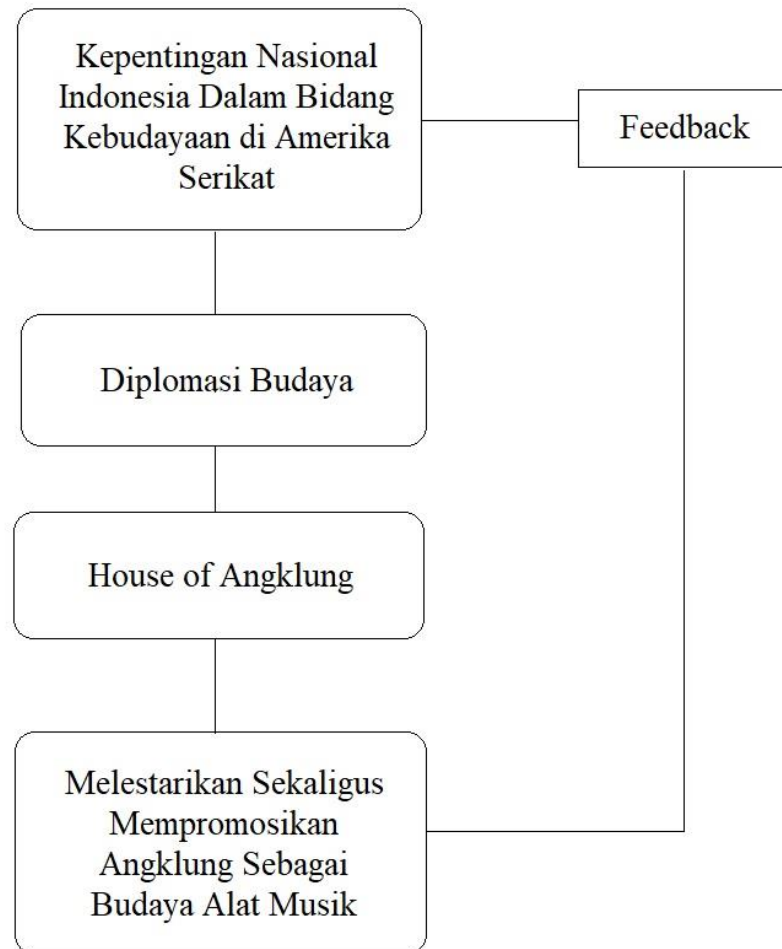 Kepentingan Nasional
Indonesia Dalam Bidang
Kebudayaan di Amerika
Serikat
Feedback
Diplomasi Budaya
House of Angklung
Melestarikan Sekaligus
Mempromosikan
Angklung Sebagai
Budaya Alat Musik